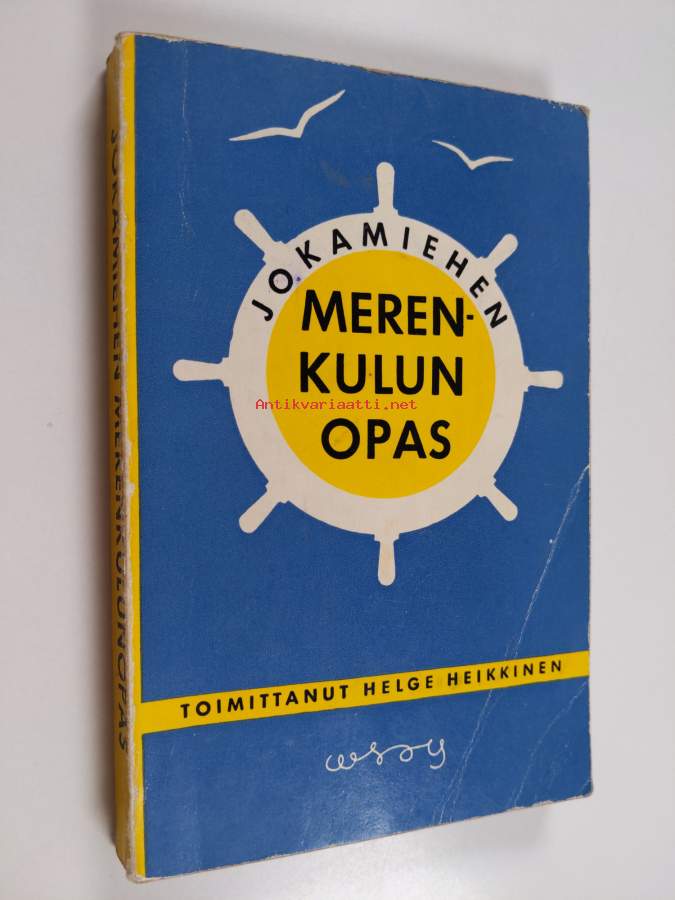 JOKAMIEHEN
MEREN-
KULUN
OPAS
Antikvariaatti.net
TOIMITTANUT HELGE HEIKKINEN
wsoy
JOKAMIEHEN MERENKULUNOPAS